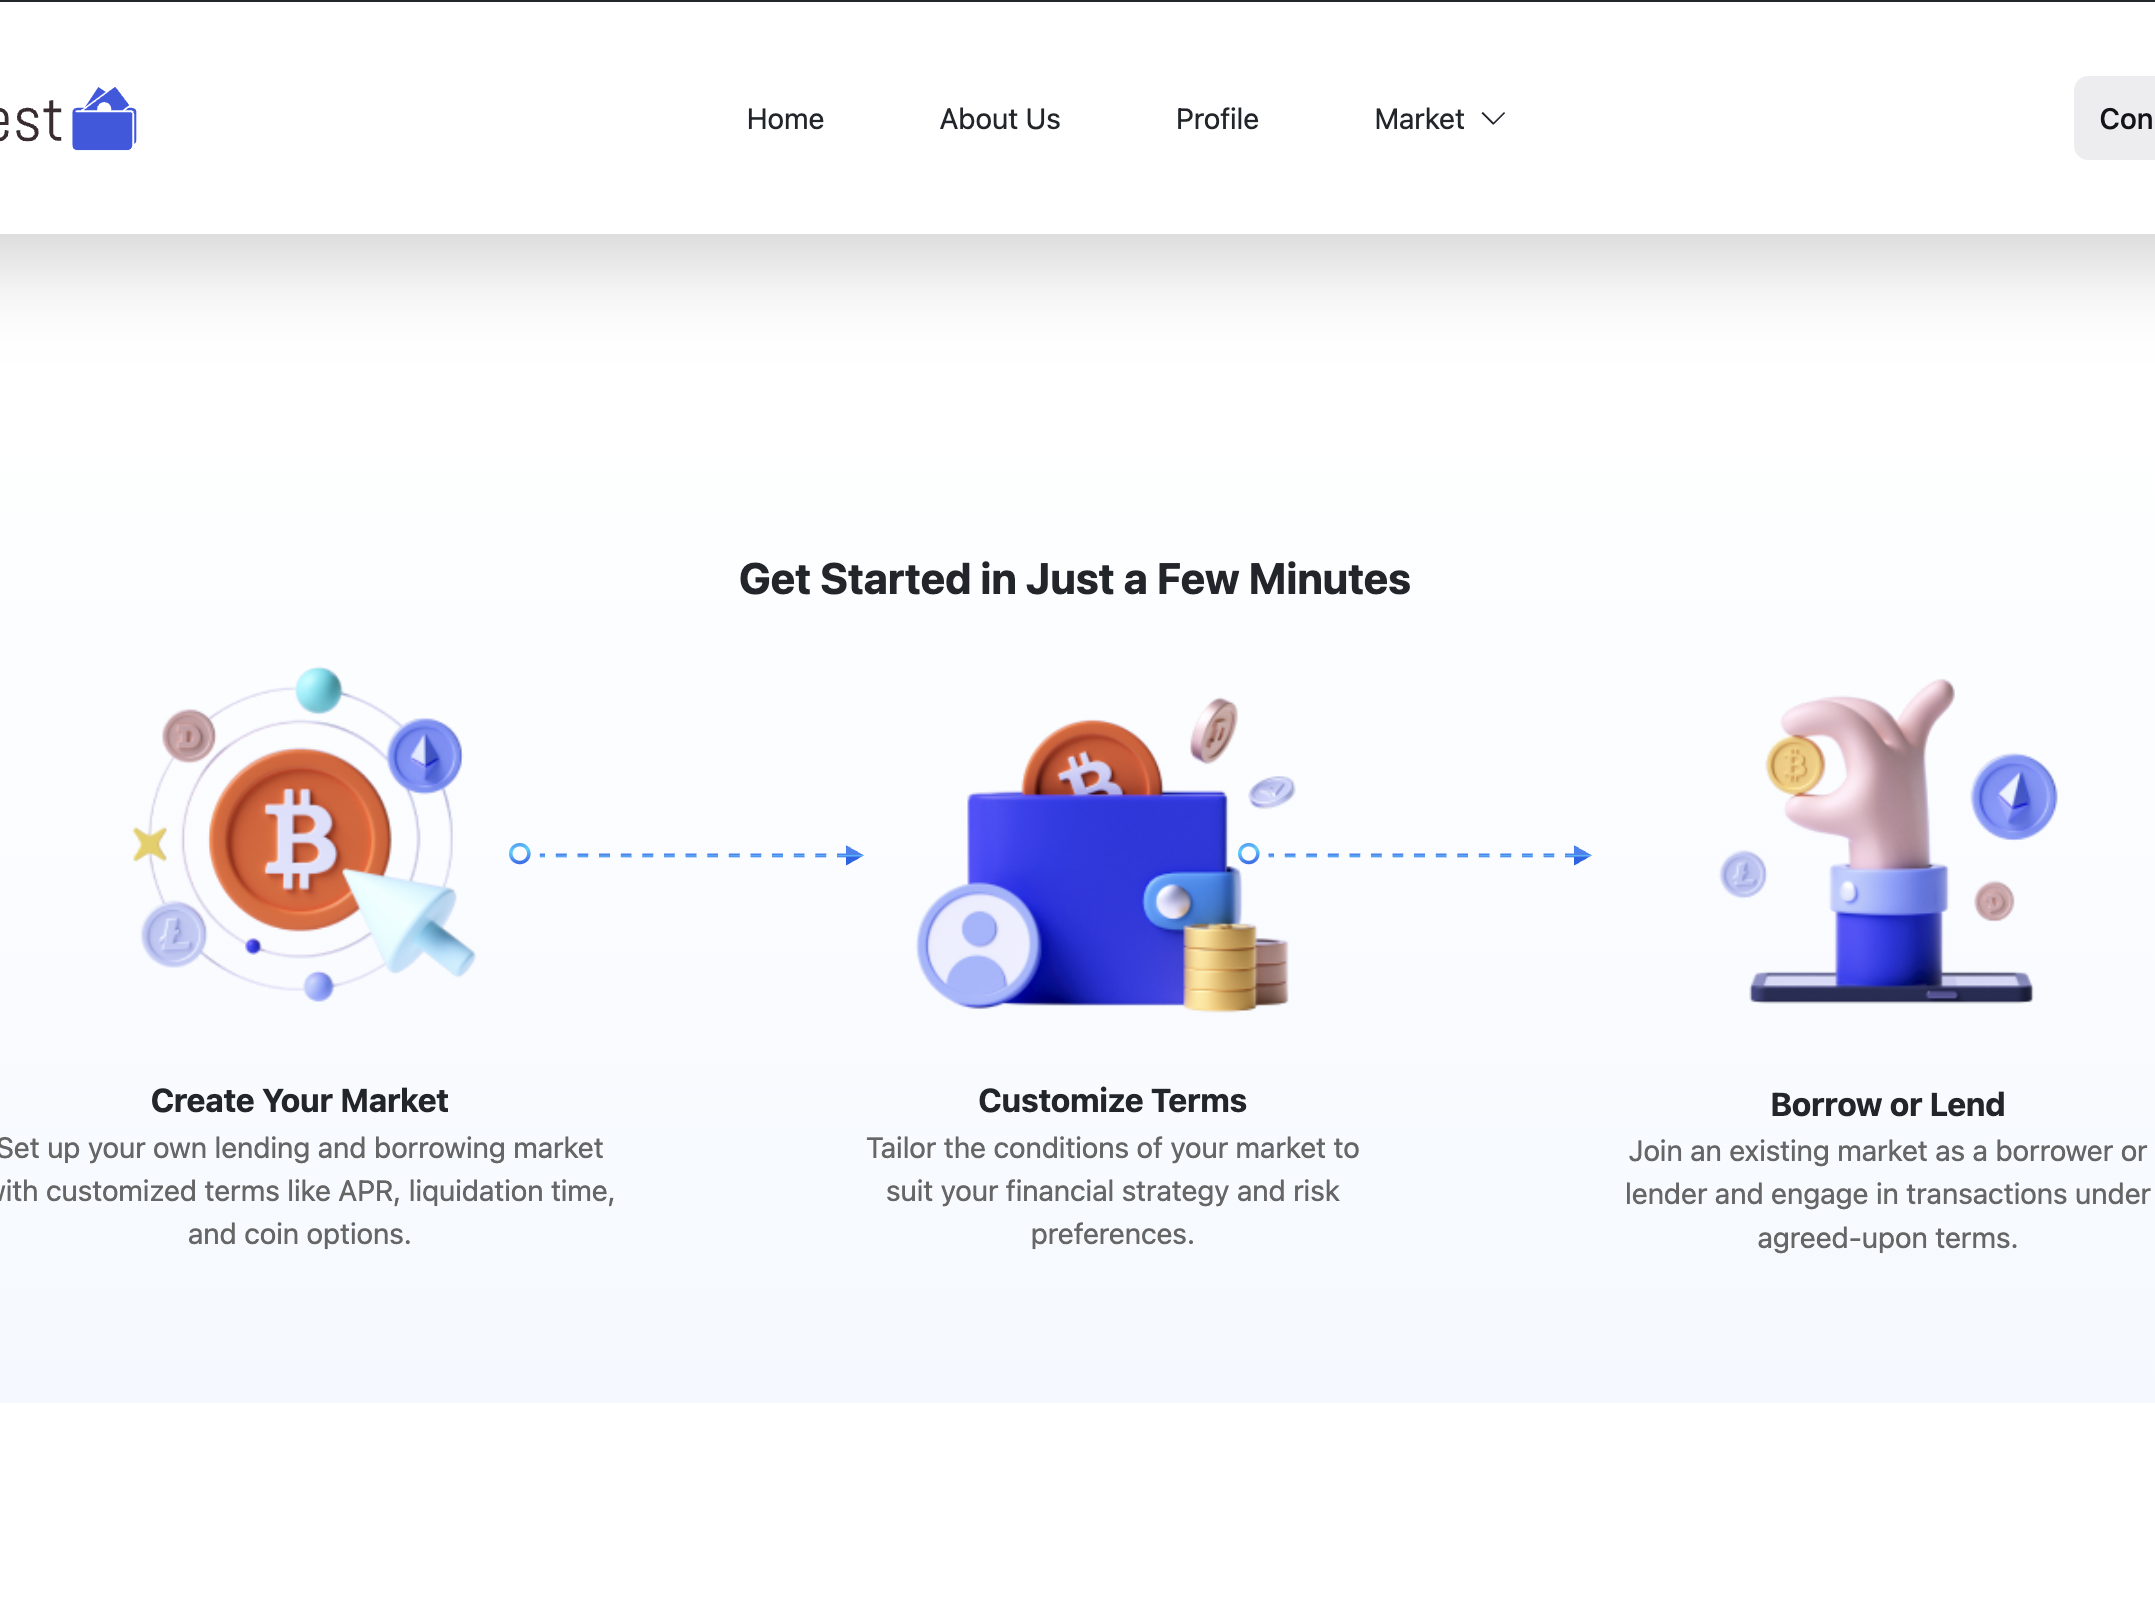 est
Home About Us Profile Market
Con
Get Started in Just a Few Minutes
Create Your Market
Set up your own lending and borrowing market
with customized terms like APR, liquidation time,
and coin options.
Customize Terms
Tailor the conditions of your market to
suit your financial strategy and risk
preferences.
Borrow or Lend
Join an existing market as a borrower or
lender and engage in transactions under
agreed-upon terms.